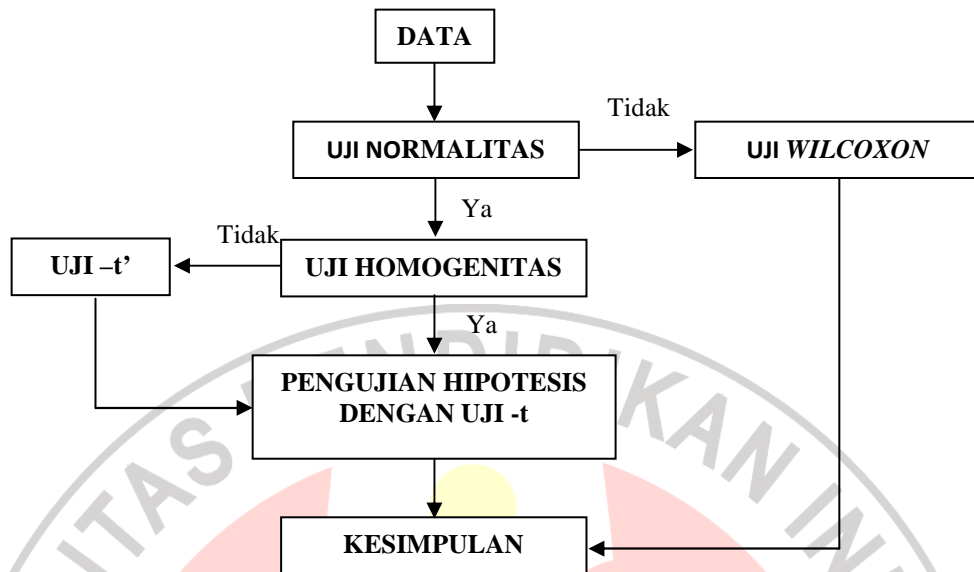 DATA
Tidak
UJI NORMALITAS
UJI WILCOXON
Ya
Tidak
UJI –t’
UJI HOMOGENITAS
Ya
PENGUJIAN HIPOTESIS
DENGAN UJI -t
KESIMPULAN